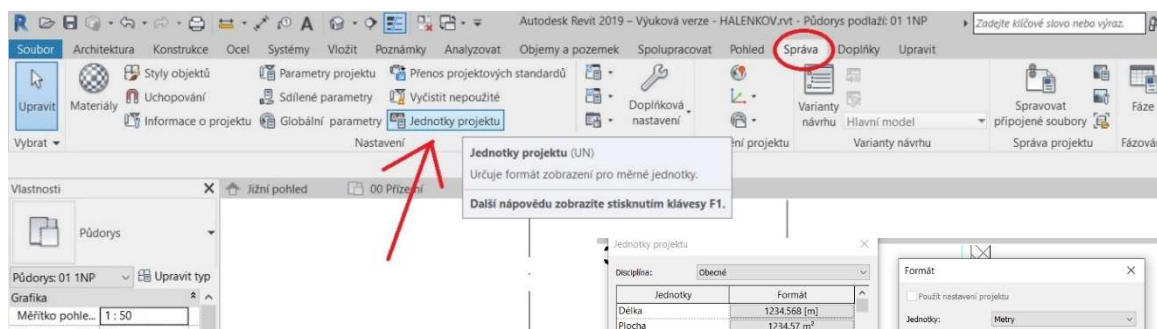 Autodesk Revit 2019 – Výuková verze - HALENKOV.rvt - Půdorys podlaží: 01 1NP
Zadejte klíčové slovo nebo výraz.
Soubor Architektura Konstrukce Ocel Systémy Vložit Poznámky Analyzovat Objemy a pozemek Spolupracovat Pohled Správa Doplňky Upravit
Styly objektů Parametry projektu Přenos projektových standardů
Upravit Materiály Uchopování Sdílené parametry Vyčistit nepoužité Doplňková nastavení Varianty návrhu Spravovat připojené soubory Fáze
Informace o projektu Globální parametry Jednotky projektu Hlavní model
Vybrat Nastavení ení projektu Varianty návrhu Správa projektu Fázová
Jednotky projektu (UN)
Určuje formát zobrazení pro měrné jednotky.
Další nápovědu zobrazíte stisknutím klávesy F1.
Vlastnosti Jižní pohled 00 Přízemí
Půdorys
Půdorys: 01 1NP Upravit typ
Grafika
Měřítko pohle... 1 : 50
Jednotky projektu
Disciplína: Obecné
Jednotky Formát
Délka 1234.568 [m]
Plocha 1234.57 m²
Formát
Použít nastavení projektu
Jednotky: Metry